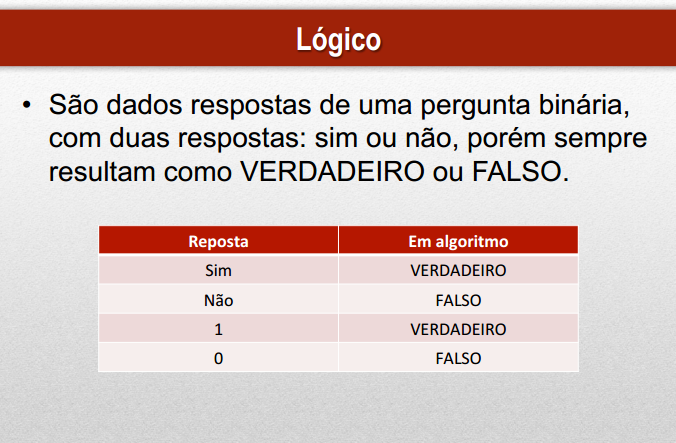 Lógico
• São dados respostas de uma pergunta binária,
com duas respostas: sim ou não, porém sempre
resultam como VERDADEIRO ou FALSO.
Reposta Em algoritmo
Sim VERDADEIRO
Não FALSO
1 VERDADEIRO
0 FALSO